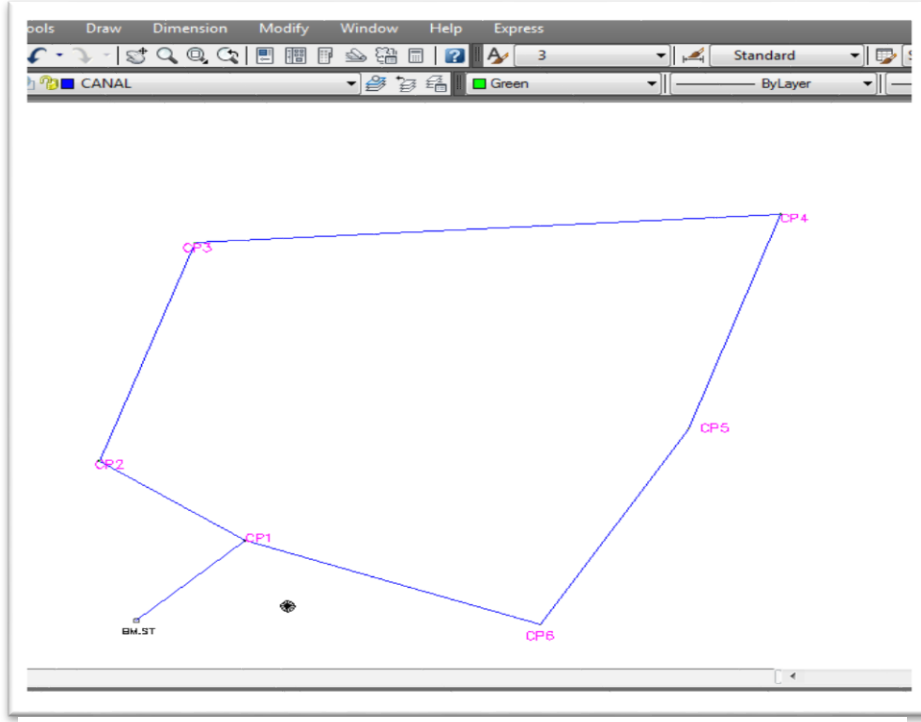 ools Draw Dimension Modify Window Help Express
3 Standard
CANAL Green ByLayer
CP4
CP3
CP5
CP2
CP1
BM.ST
CP6